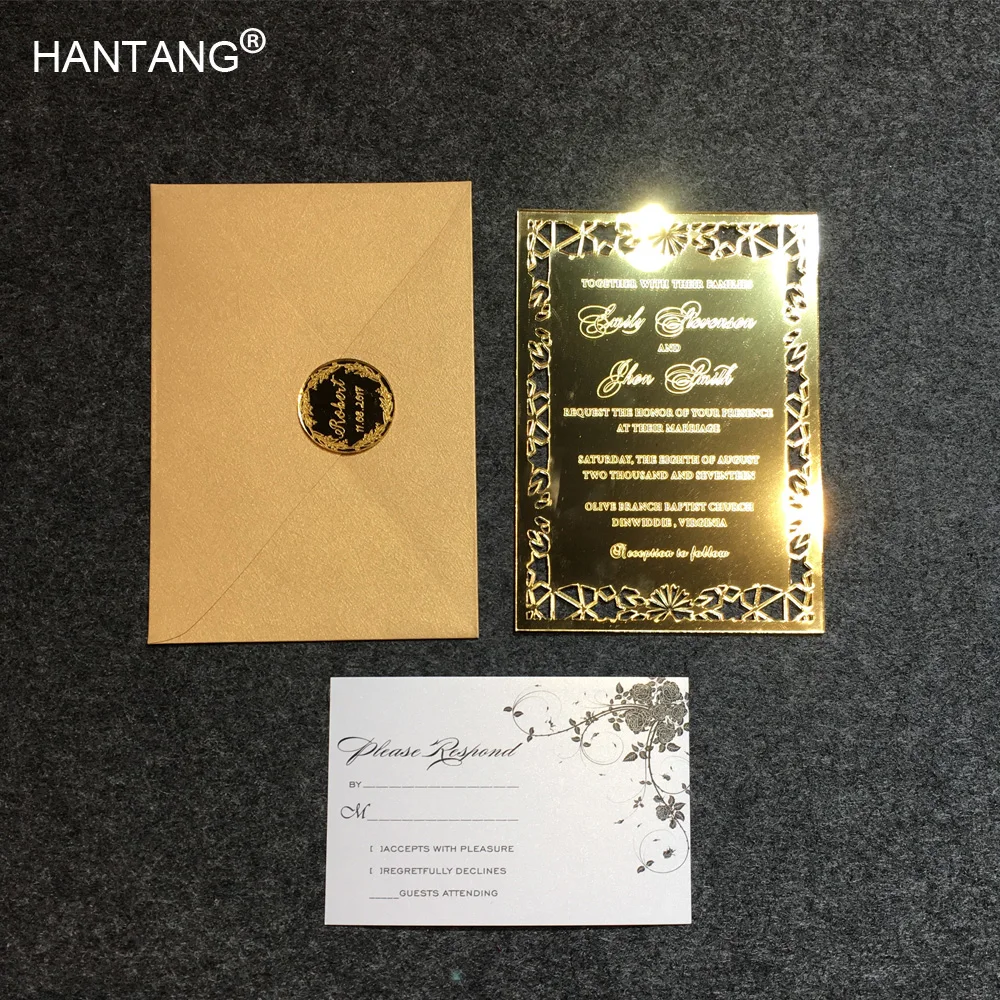 HANTANG®
Robert
11.08.2017
TOGETHER WITH THEIR FAMILIES
Emily Stevenson
AND
Jhon Smith
REQUEST THE HONOR OF YOUR PRESENCE
AT THEIR MARRIAGE
SATURDAY, THE EIGHTH OF AUGUST
TWO THOUSAND AND SEVENTEEN
OLIVE BRANCH BAPTIST CHURCH
DINWIDDIE , VIRGINIA
Reception to follow
Please Respond
BY
M
[ ]ACCEPTS WITH PLEASURE
[ ]REGRETFULLY DECLINES
_____GUESTS ATTENDING